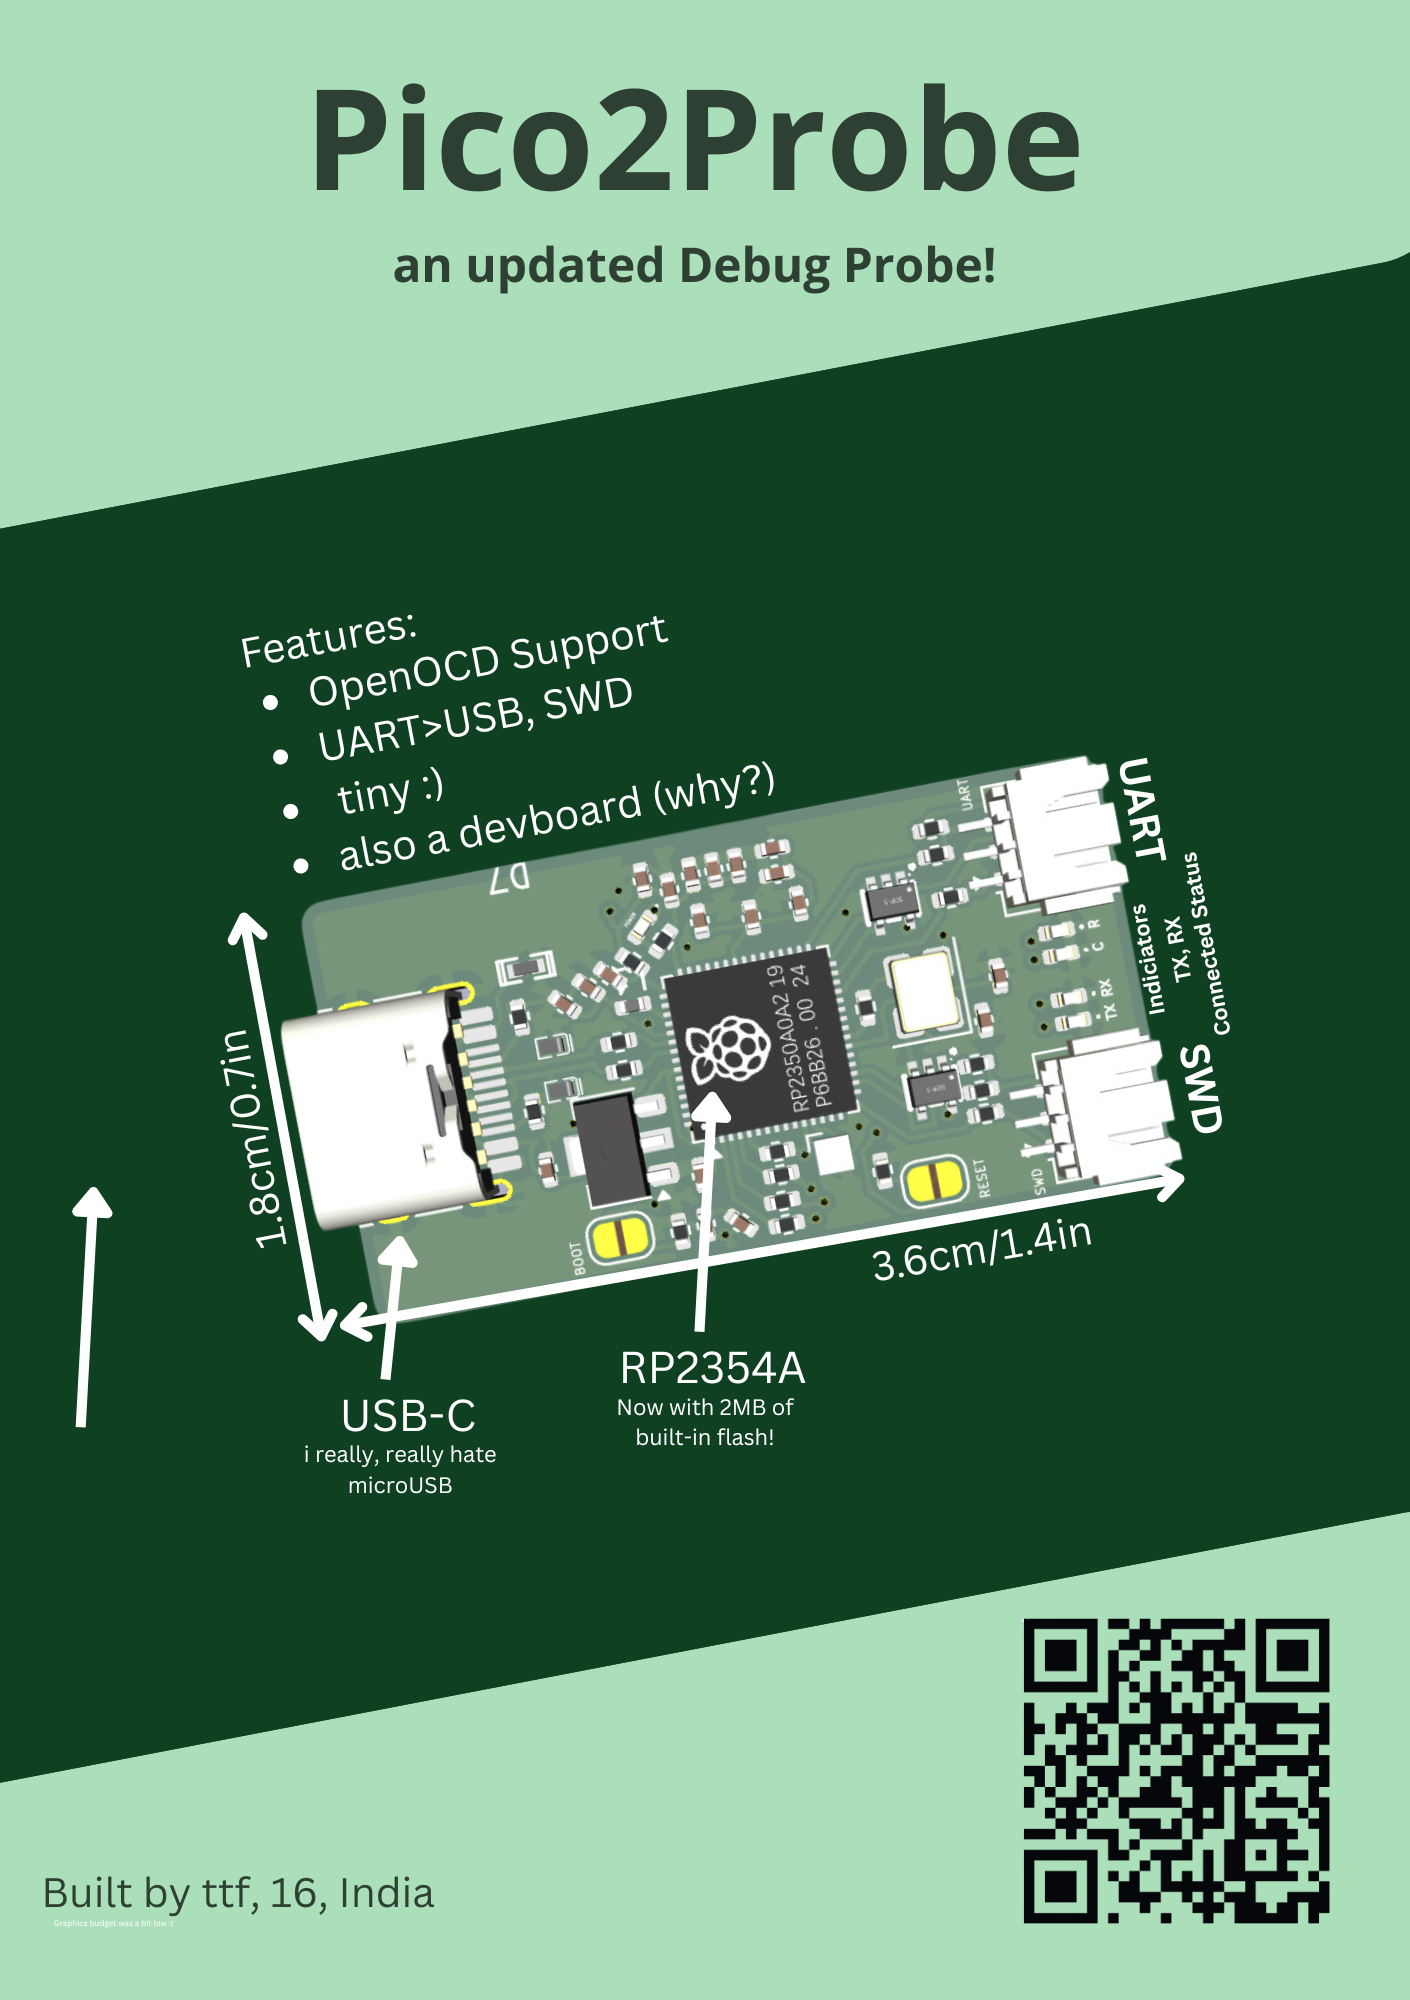 Pico2Probe
an updated Debug Probe!
Features:
OpenOCD Support
UART>USB, SWD
tiny :)
also a devboard (why?)
D7
UART
UART
R
C
TX RX
Indiciators
TX, RX
Connected Status
POWER
RP2350A0A2 19
P6BB26.00 24
SWD
SWD
RESET
BOOT
1.8cm/0.7in
3.6cm/1.4in
USB-C
i really, really hate
microUSB
RP2354A
Now with 2MB of
built-in flash!
Built by ttf, 16, India
Graphics budget was a bit low :(